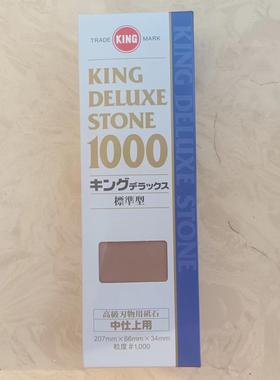 TRADE KING MARK
KING
DELUXE
STONE
1000
キングデラックス
標準型
高級刃物用砥石
中仕上用
207mm×66mm×34mm
粒度#1,000
KING DELUXE STONE